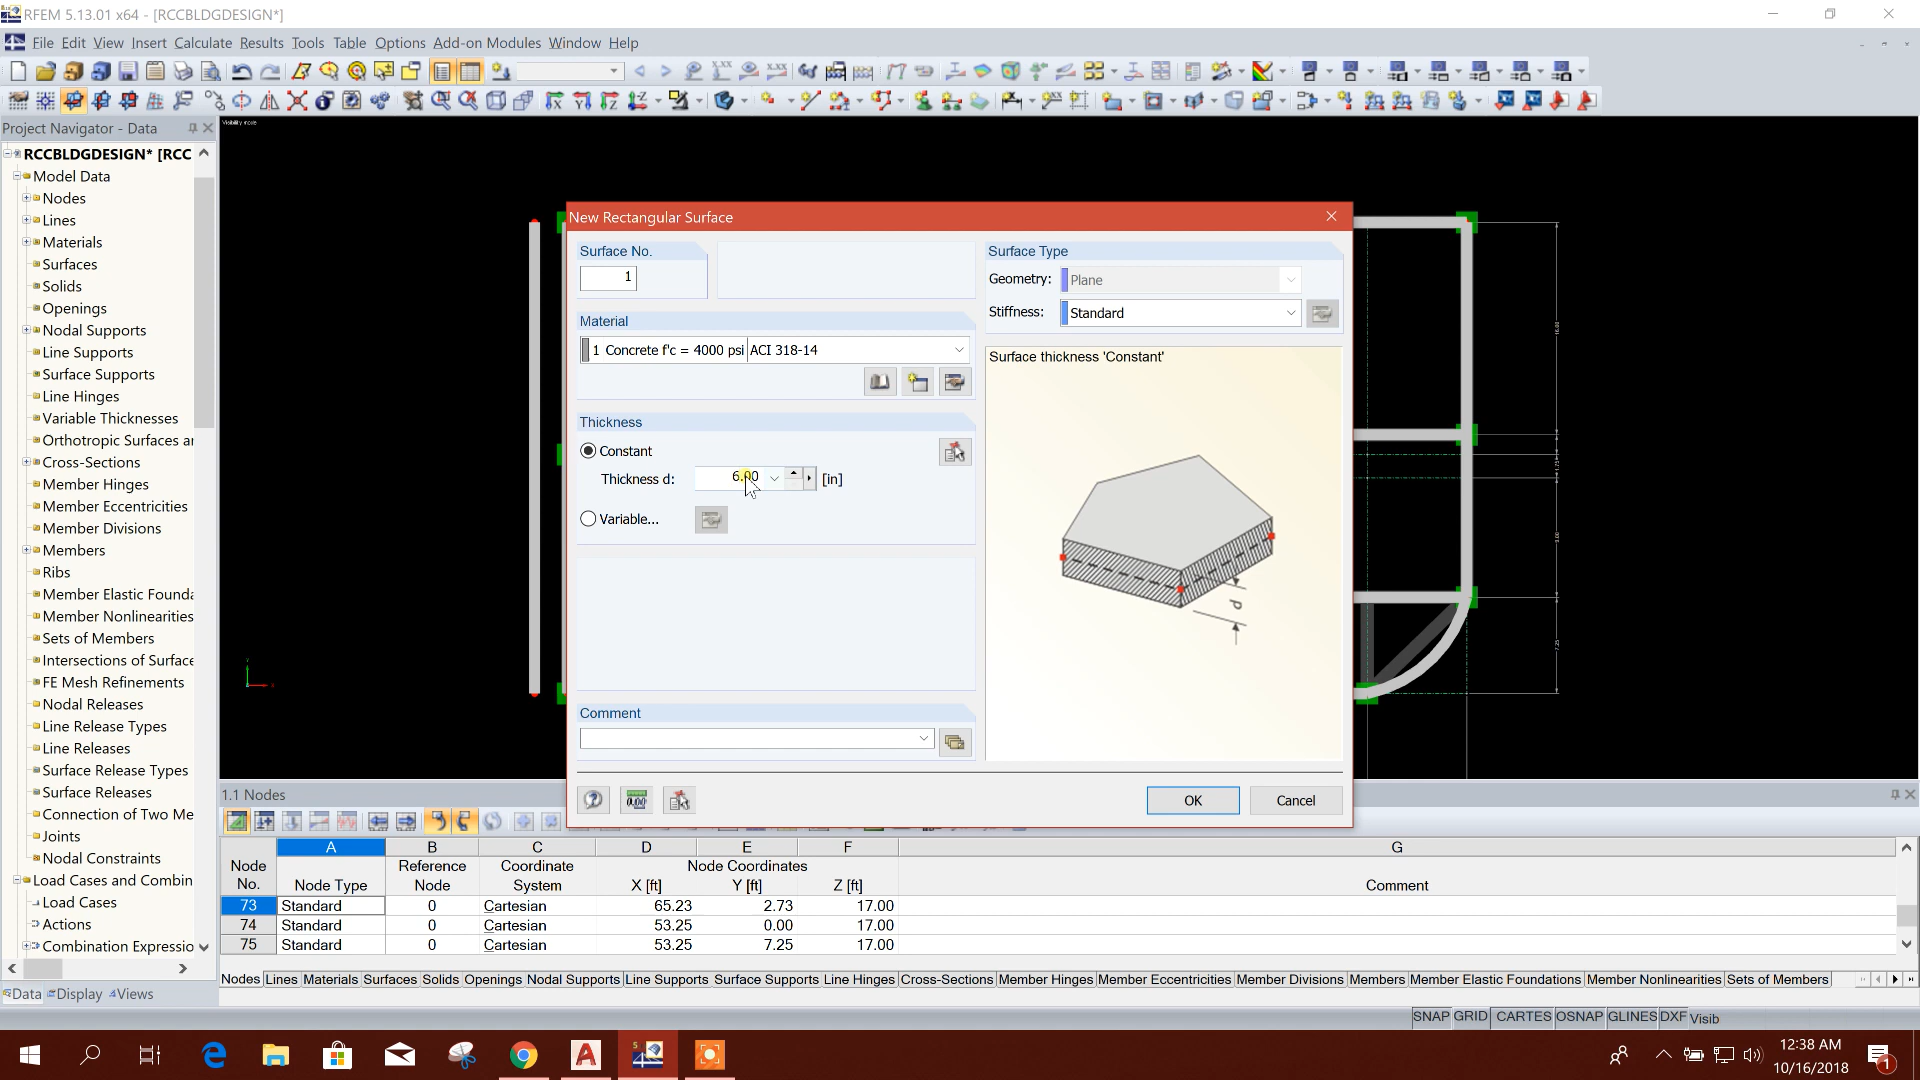 RFEM 5.13.01 x64 - [RCCBLDGDESIGN*]
File Edit View Insert Calculate Results Tools Table Options Add-on Modules Window Help
Project Navigator - Data
Visibility mode
RCCBLDGDESIGN* [RCC
Model Data
Nodes
Lines
Materials
Surfaces
Solids
Openings
Nodal Supports
Line Supports
Surface Supports
Line Hinges
Variable Thicknesses
Orthotropic Surfaces ar
Cross-Sections
Member Hinges
Member Eccentricities
Member Divisions
Members
Ribs
Member Elastic Founda
Member Nonlinearities
Sets of Members
Intersections of Surface
FE Mesh Refinements
Nodal Releases
Line Release Types
Line Releases
Surface Release Types
Surface Releases
Connection of Two Me
Joints
Nodal Constraints
Load Cases and Combin
Load Cases
Actions
Combination Expressio
Data Display Views
New Rectangular Surface
Surface No.
1
Material
1 Concrete f'c = 4000 psi ACI 318-14
Thickness
Constant
Thickness d: 6.00 [in]
Variable...
Comment
Surface Type
Geometry: Plane
Stiffness: Standard
Surface thickness 'Constant'
d
OK Cancel
1.1 Nodes
A B C D E F G
Node Reference Coordinate Node Coordinates
No. Node Type Node System X [ft] Y [ft] Z [ft] Comment
73 Standard 0 Cartesian 65.23 2.73 17.00
74 Standard 0 Cartesian 53.25 0.00 17.00
75 Standard 0 Cartesian 53.25 7.25 17.00
Nodes Lines Materials Surfaces Solids Openings Nodal Supports Line Supports Surface Supports Line Hinges Cross-Sections Member Hinges Member Eccentricities Member Divisions Members Member Elastic Foundations Member Nonlinearities Sets of Members
SNAP GRID CARTES OSNAP GLINES DXF Visib
12:38 AM
10/16/2018
1